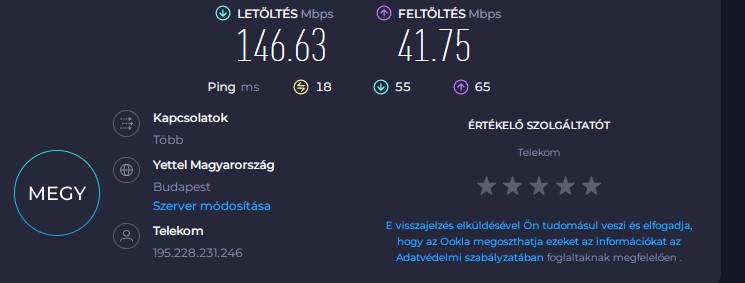 LETÖLTÉS Mbps FELTÖLTÉS Mbps
146.63 41.75
Ping ms 18 55 65
Kapcsolatok
Több
Yettel Magyarország
Budapest
Szerver módosítása
Telekom
195.228.231.246
MEGY
ÉRTÉKELŐ SZOLGÁLTATÓT
Telekom
E visszajelzés elküldésével Ön tudomásul veszi és elfogadja,
hogy az Ookla megoszthatja ezeket az információkat az
Adatvédelmi szabályzatában foglaltaknak megfelelően .